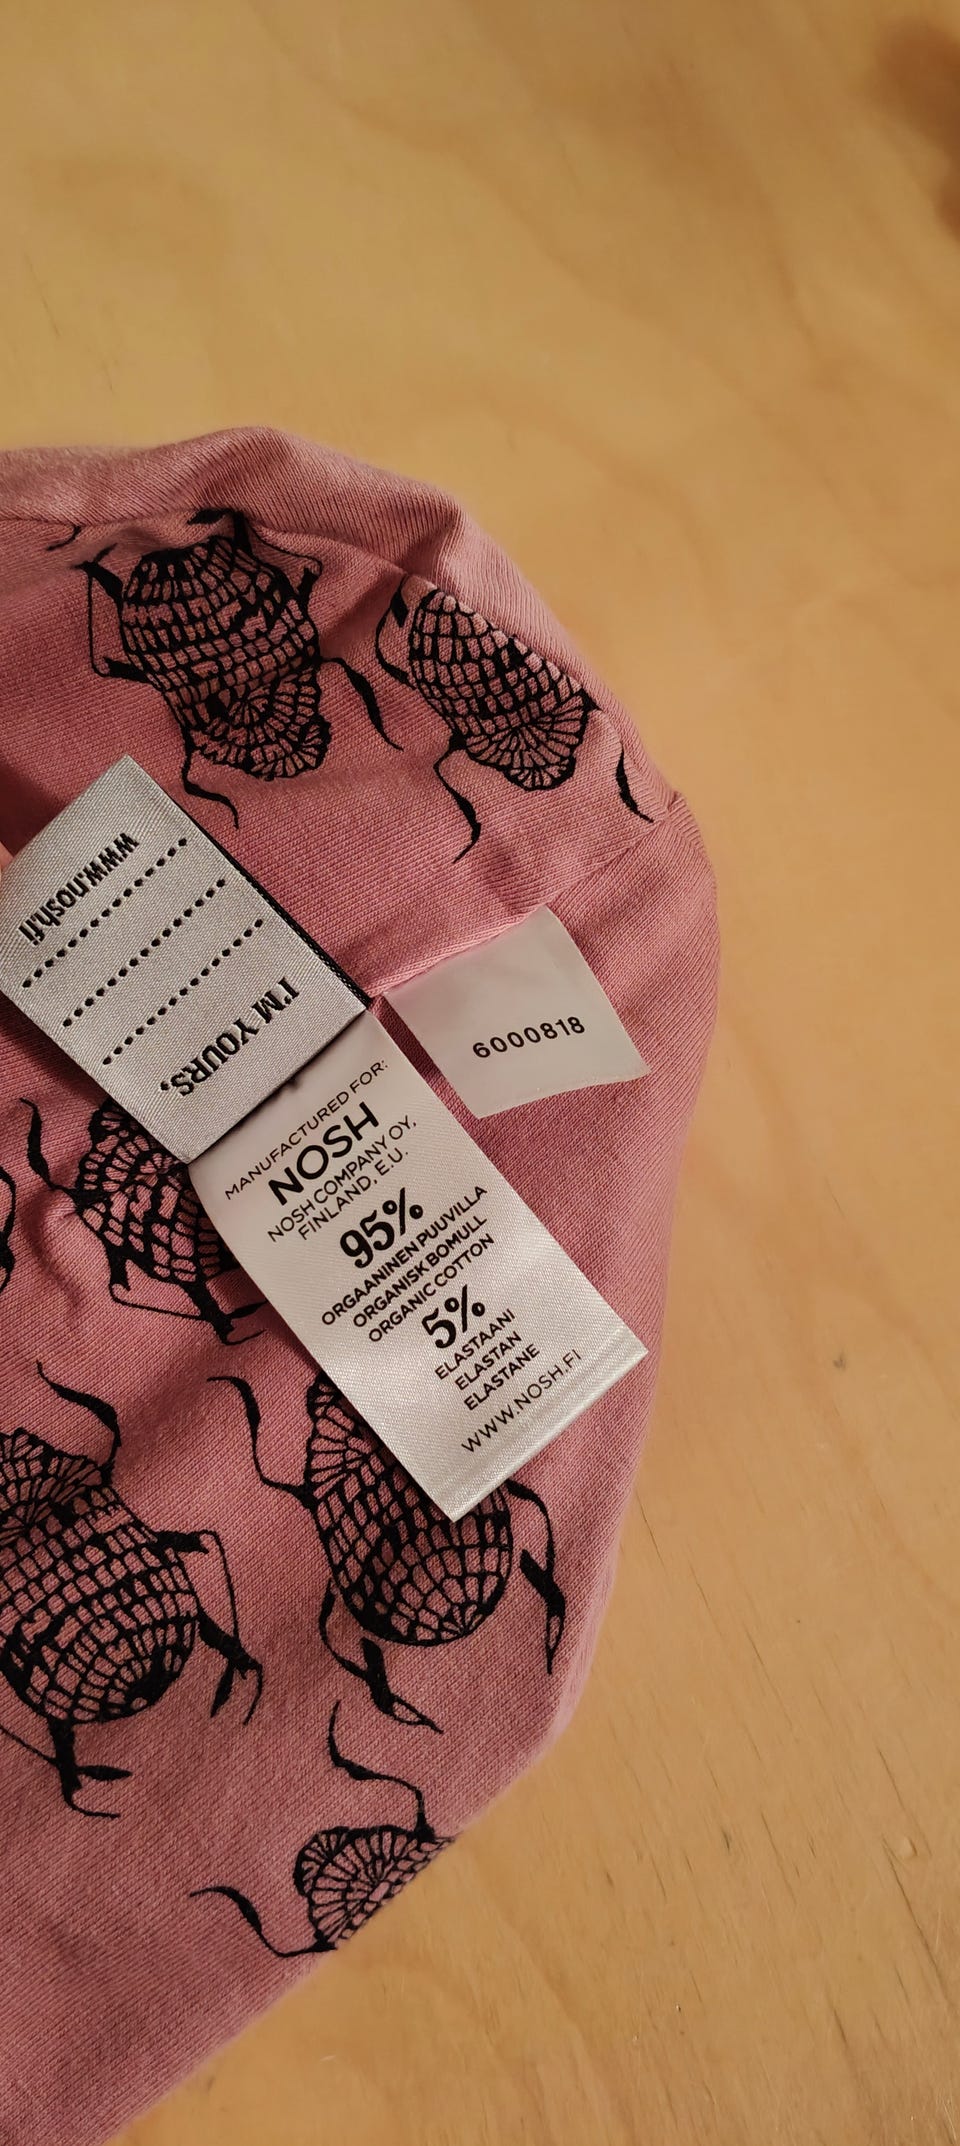 I'M YOURS,
www.nosh.fi
6000818
MANUFACTURED FOR:
NOSH
NOSH COMPANY OY,
FINLAND, E.U.
95%
ORGAANINEN PUUVILLA
ORGANISK BOMULL
ORGANIC COTTON
5%
ELASTAANI
ELASTAN
ELASTANE
WWW.NOSH.FI